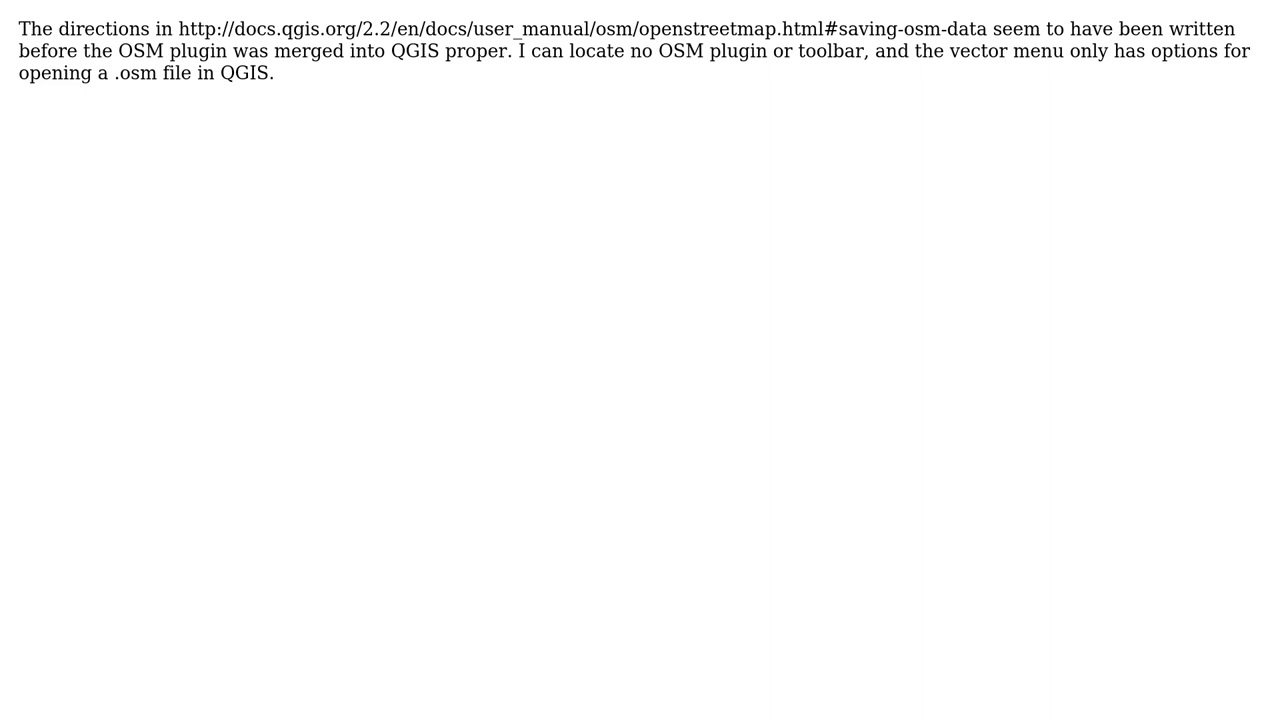 The directions in http://docs.qgis.org/2.2/en/docs/user_manual/osm/openstreetmap.html#saving-osm-data seem to have been written
before the OSM plugin was merged into QGIS proper. I can locate no OSM plugin or toolbar, and the vector menu only has options for
opening a .osm file in QGIS.